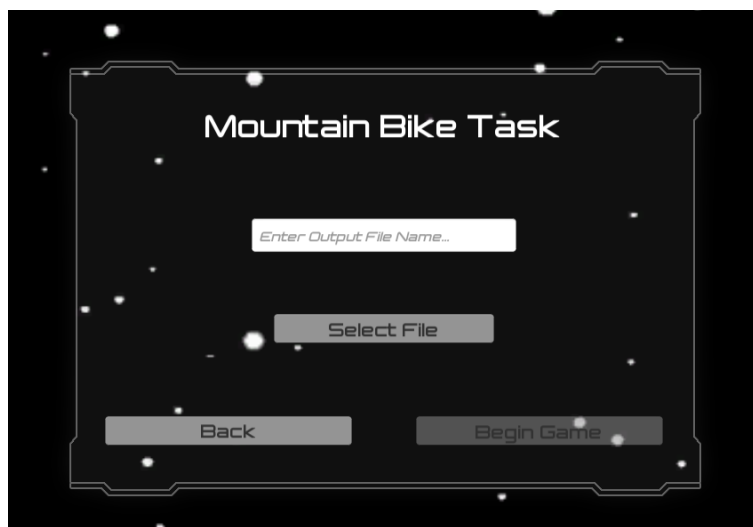 Mountain Bike Task
Enter Output File Name...
Select File
Back
Begin Game